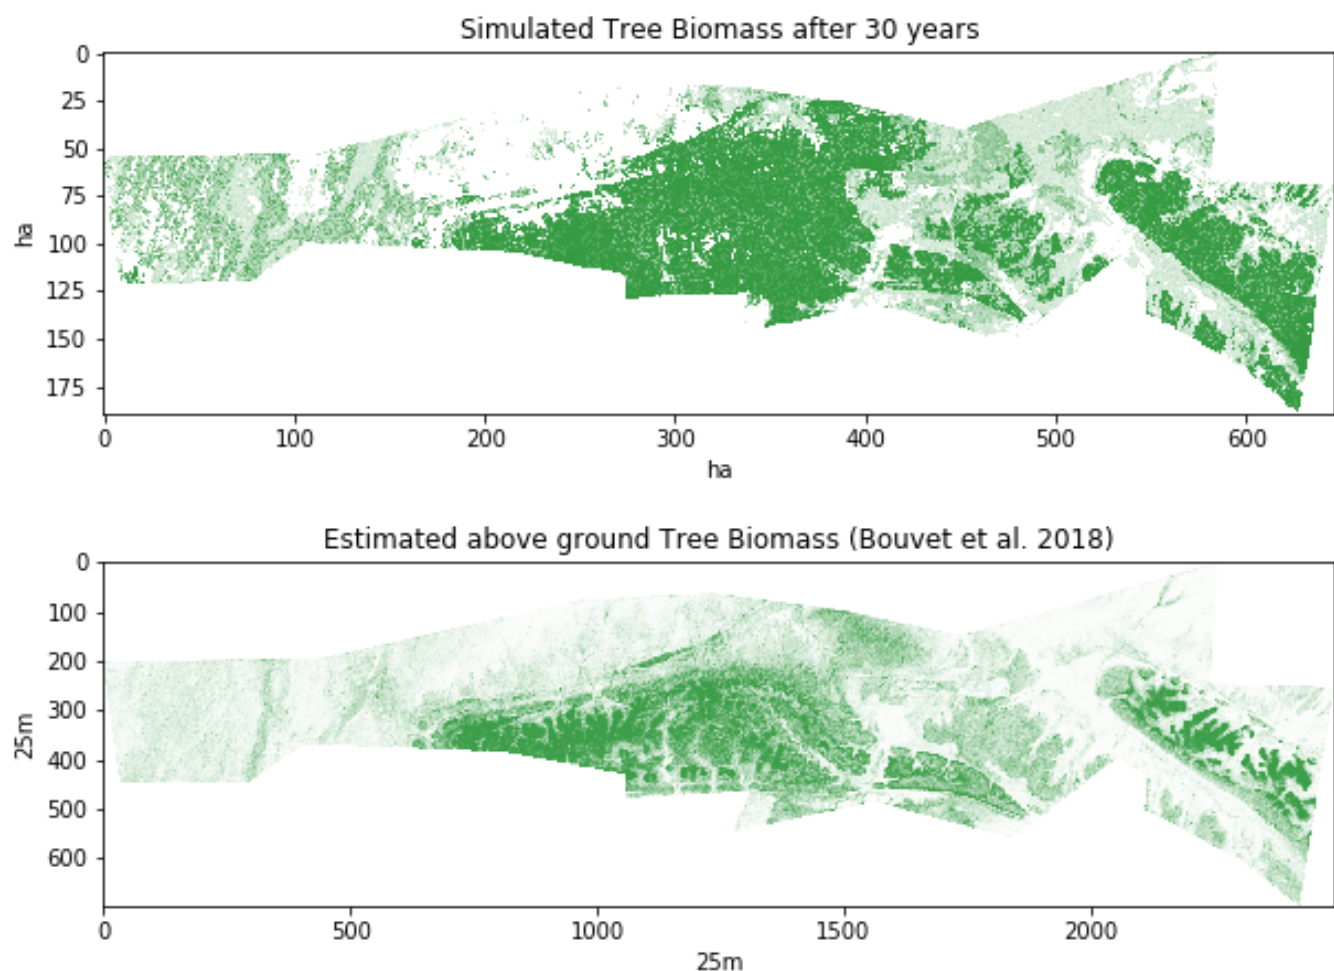 Simulated Tree Biomass after 30 years
0
25
50
75
100
125
150
175
ha
0 100 200 300 400 500 600
ha
Estimated above ground Tree Biomass (Bouvet et al. 2018)
0
100
200
300
400
500
600
25m
0 500 1000 1500 2000
25m